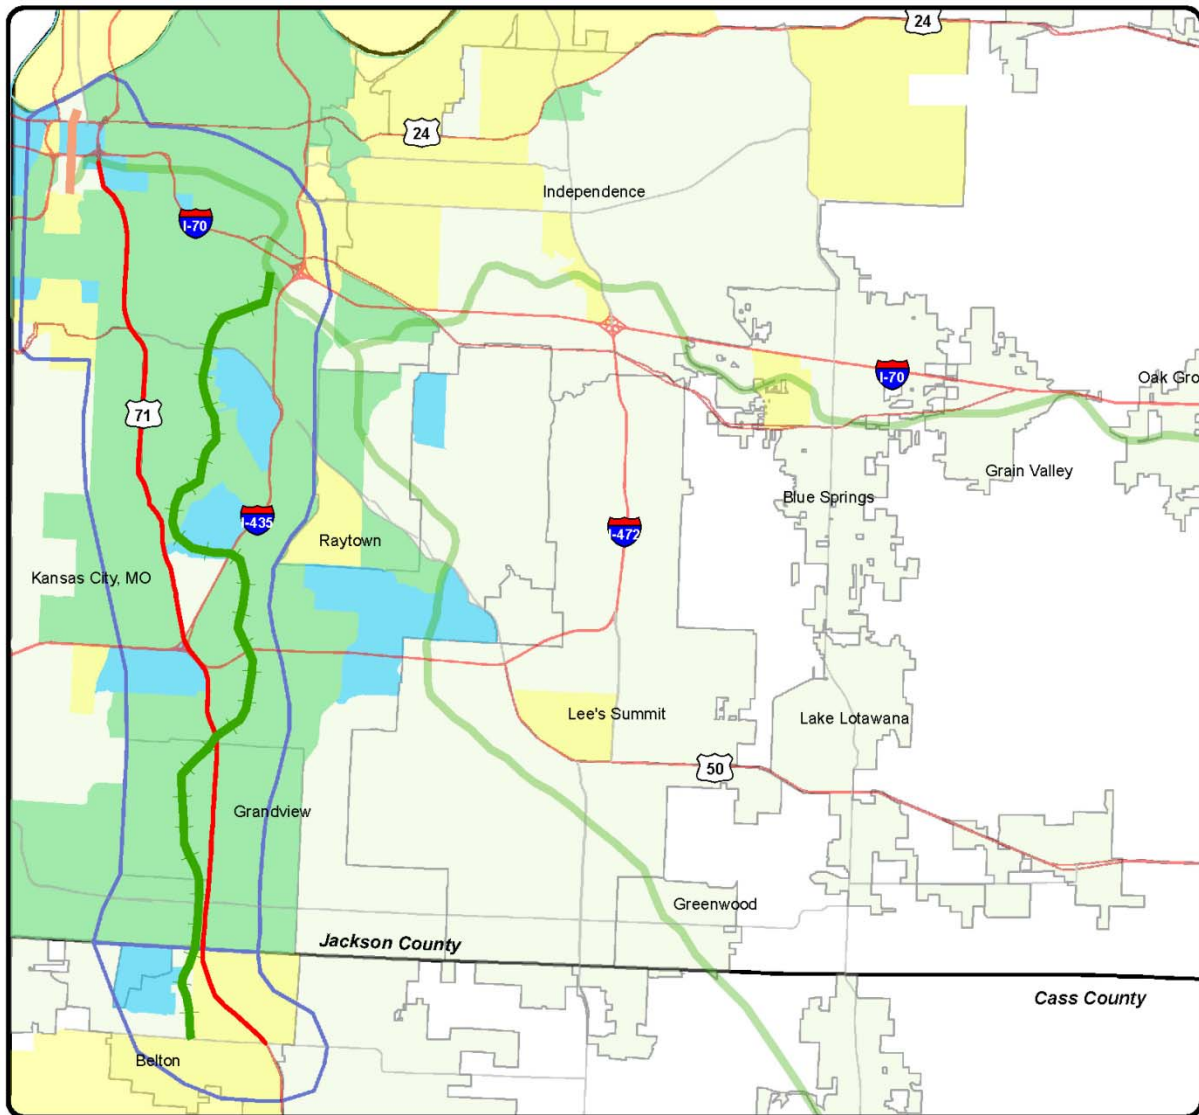 24
24
Independence
I-70
Oak Gro
I-70
71
Grain Valley
Blue Springs
I-435
I-472
Raytown
Kansas City, MO
Lee's Summit
Lake Lotawana
50
Grandview
Greenwood
Jackson County
Cass County
Belton